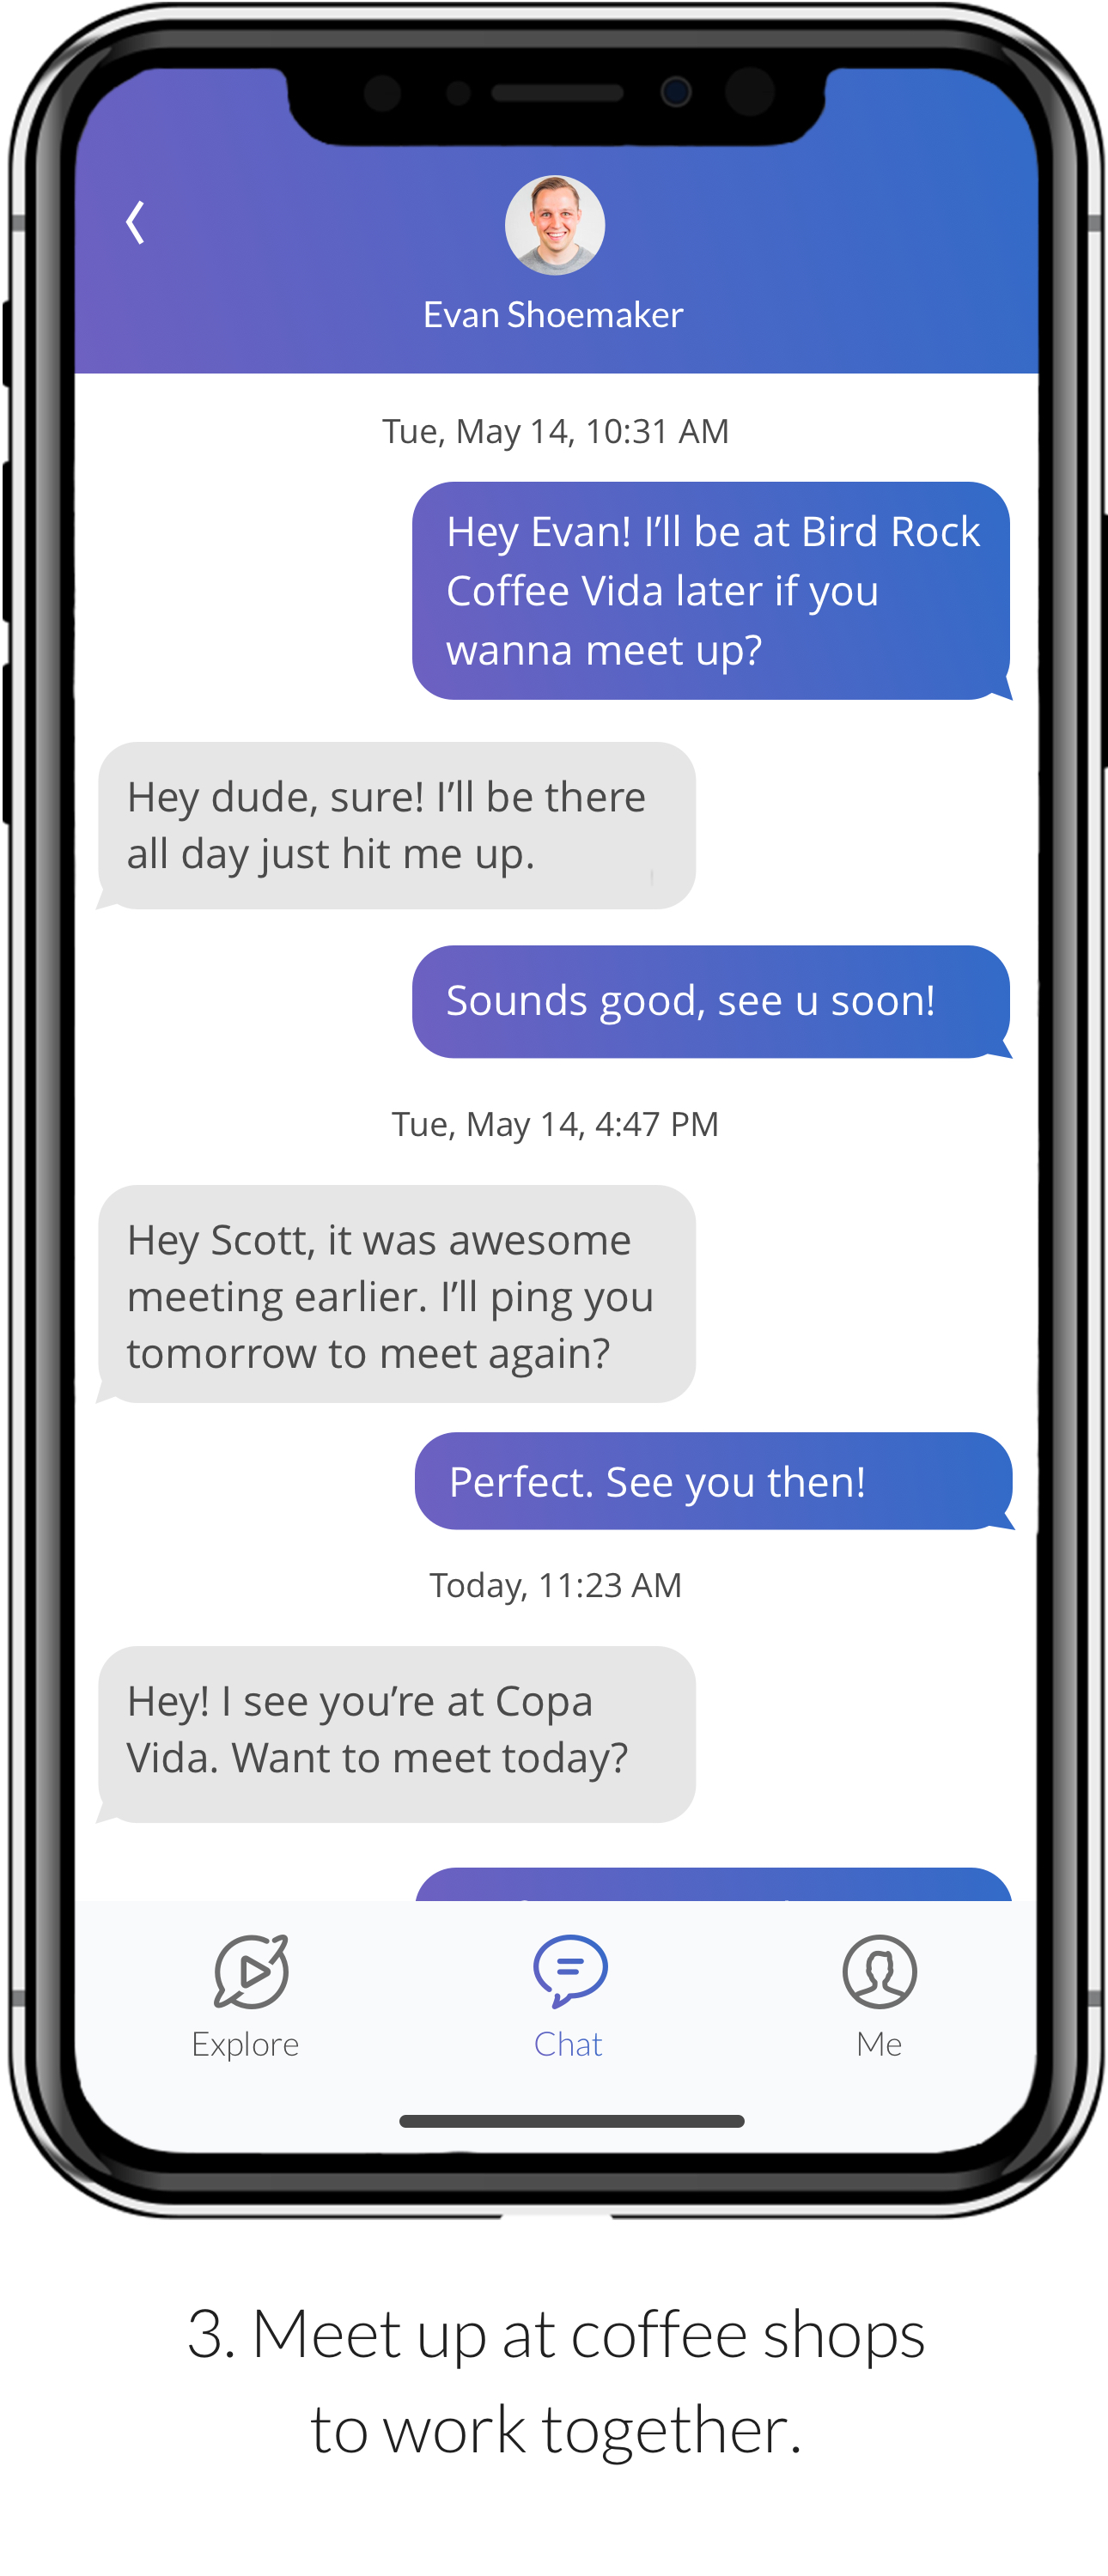 Evan Shoemaker
Tue, May 14, 10:31 AM
Hey Evan! I’ll be at Bird Rock
Coffee Vida later if you
wanna meet up?
Hey dude, sure! I’ll be there
all day just hit me up.
Sounds good, see u soon!
Tue, May 14, 4:47 PM
Hey Scott, it was awesome
meeting earlier. I’ll ping you
tomorrow to meet again?
Perfect. See you then!
Today, 11:23 AM
Hey! I see you’re at Copa
Vida. Want to meet today?
Explore
Chat
Me
3. Meet up at coffee shops
to work together.